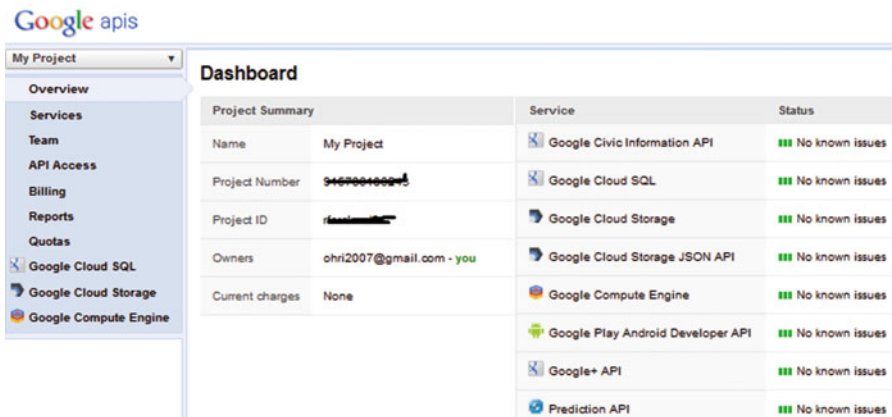 Google apis
My Project
Overview
Services
Team
API Access
Billing
Reports
Quotas
Google Cloud SQL
Google Cloud Storage
Google Compute Engine
Dashboard
Project Summary
Name My Project
Project Number
Project ID
Owners ohri2007@gmail.com - you
Current charges None
Service Status
Google Civic Information API No known issues
Google Cloud SQL No known issues
Google Cloud Storage No known issues
Google Cloud Storage JSON API No known issues
Google Compute Engine No known issues
Google Play Android Developer API No known issues
Google+ API No known issues
Prediction API No known issues